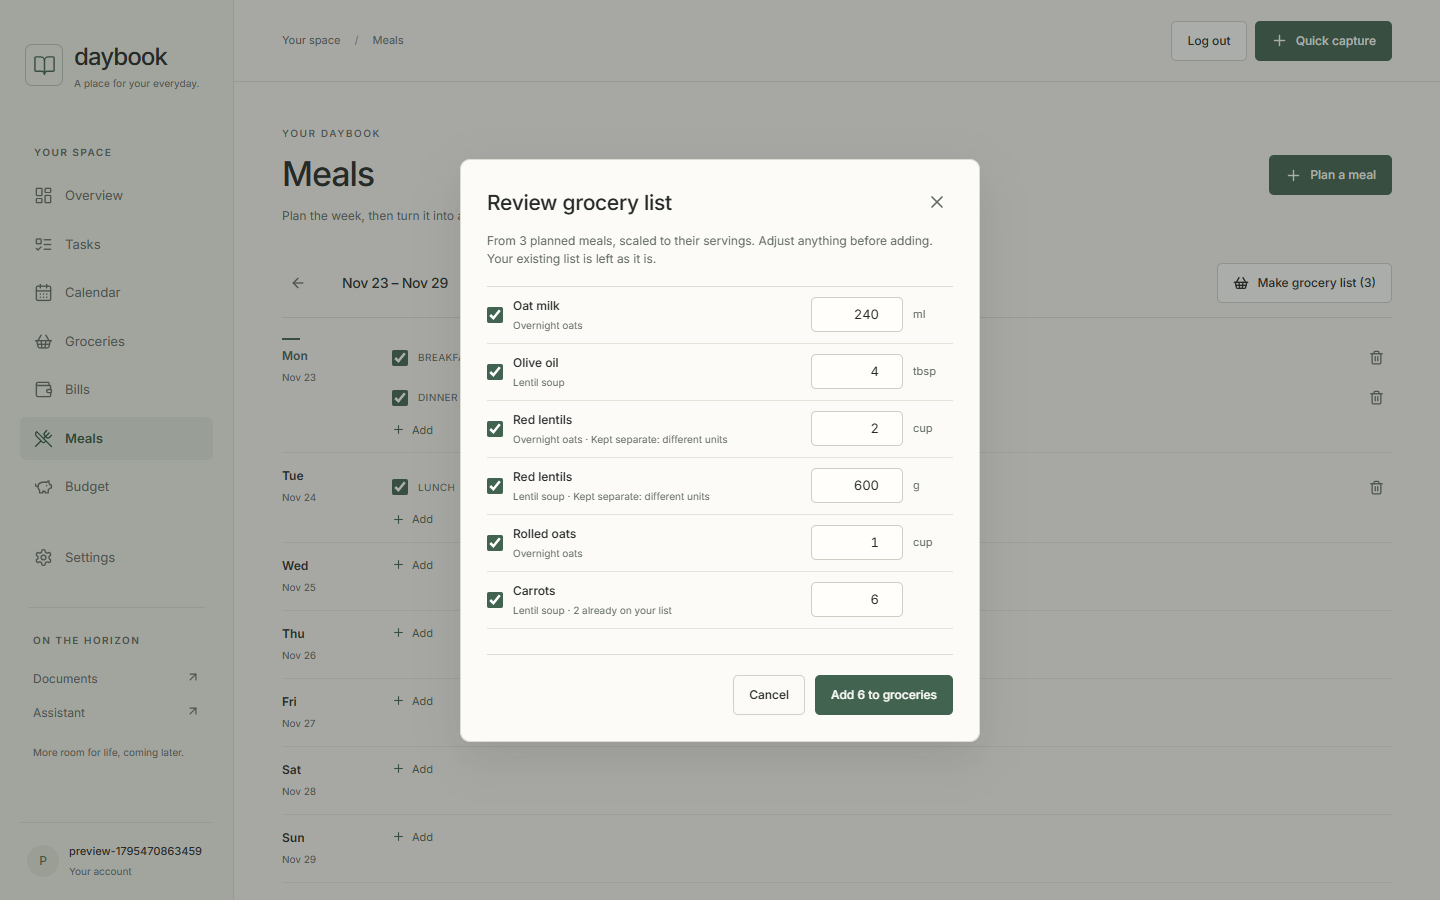 daybook
A place for your everyday.
YOUR SPACE
Overview
Tasks
Calendar
Groceries
Bills
Meals
Budget
Settings
ON THE HORIZON
Documents
Assistant
More room for life, coming later.
P
preview-1795470863459
Your account
Your space / Meals
Log out
Quick capture
YOUR DAYBOOK
Meals
Plan a meal
Plan the week, then turn it into
Nov 23 – Nov 29
Make grocery list (3)
Mon
Nov 23
DINNER
Add
Tue
Nov 24
LUNCH
Add
Wed
Nov 25
Add
Thu
Nov 26
Add
Fri
Nov 27
Add
Sat
Nov 28
Add
Sun
Nov 29
Add
Review grocery list
From 3 planned meals, scaled to their servings. Adjust anything before adding.
Your existing list is left as it is.
Oat milk
Overnight oats
240 ml
Olive oil
Lentil soup
4 tbsp
Red lentils
Overnight oats · Kept separate: different units
2 cup
Red lentils
Lentil soup · Kept separate: different units
600 g
Rolled oats
Overnight oats
1 cup
Carrots
Lentil soup · 2 already on your list
6
Cancel
Add 6 to groceries